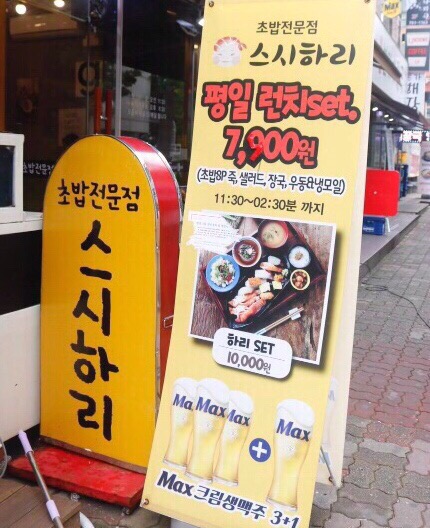 초밥전문점
스시하리
초밥전문점
스시하리
평일 런치set.
7,900원
(초밥8P 죽, 샐러드, 장국, 우동or냉모밀)
11:30~02:30분 까지
하리 SET
10,000원
Max
Max
Max
+
Max
Max크림생맥주 3+1
Max